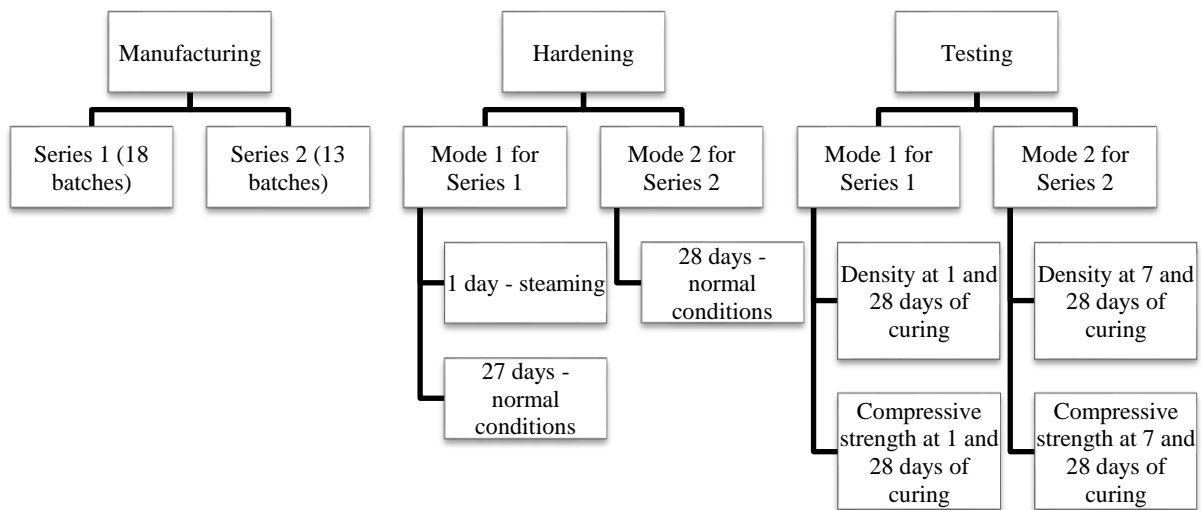 Manufacturing
Series 1 (18
batches)
Series 2 (13
batches)
Hardening
Mode 1 for
Series 1
1 day - steaming
27 days -
normal
conditions
Mode 2 for
Series 2
28 days -
normal
conditions
Testing
Mode 1 for
Series 1
Density at 1 and
28 days of
curing
Compressive
strength at 1 and
28 days of
curing
Mode 2 for
Series 2
Density at 7 and
28 days of
curing
Compressive
strength at 7 and
28 days of
curing